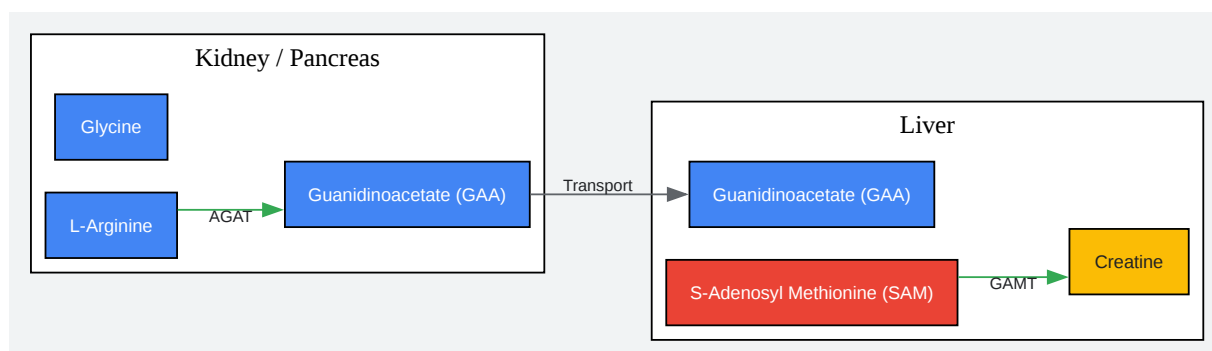 Kidney / Pancreas
Glycine
L-Arginine
AGAT
Guanidinoacetate (GAA)
Transport
Liver
Guanidinoacetate (GAA)
S-Adenosyl Methionine (SAM)
GAMT
Creatine